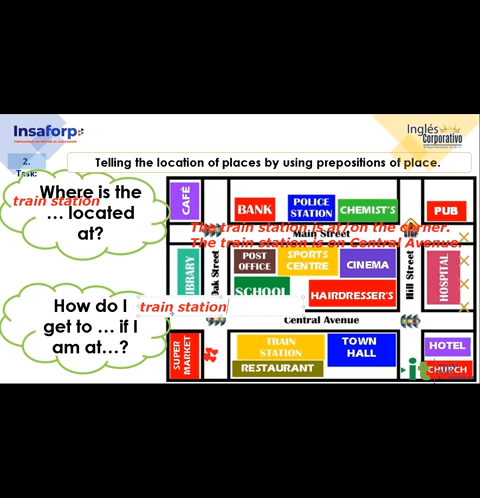 Insaforp
Inglés
Corporativo
2.
Task:
Telling the location of places by using prepositions of place.
Where is the
train station
... located
at?
CAFÉ
BANK
POLICE
STATION
CHEMIST'S
PUB
STOP
The train station is at/on the corner.
Main Street
The train station is on Central Avenue.
LIBRARY
Oak Street
POST
OFFICE
SPORTS
CENTRE
CINEMA
Hill Street
HOSPITAL
SCHOOL
HAIRDRESSER'S
How do I
get to ... if I
am at...?
train station
Central Avenue
SUPER
MARKET
TRAIN
STATION
TOWN
HALL
HOTEL
RESTAURANT
it
CHURCH